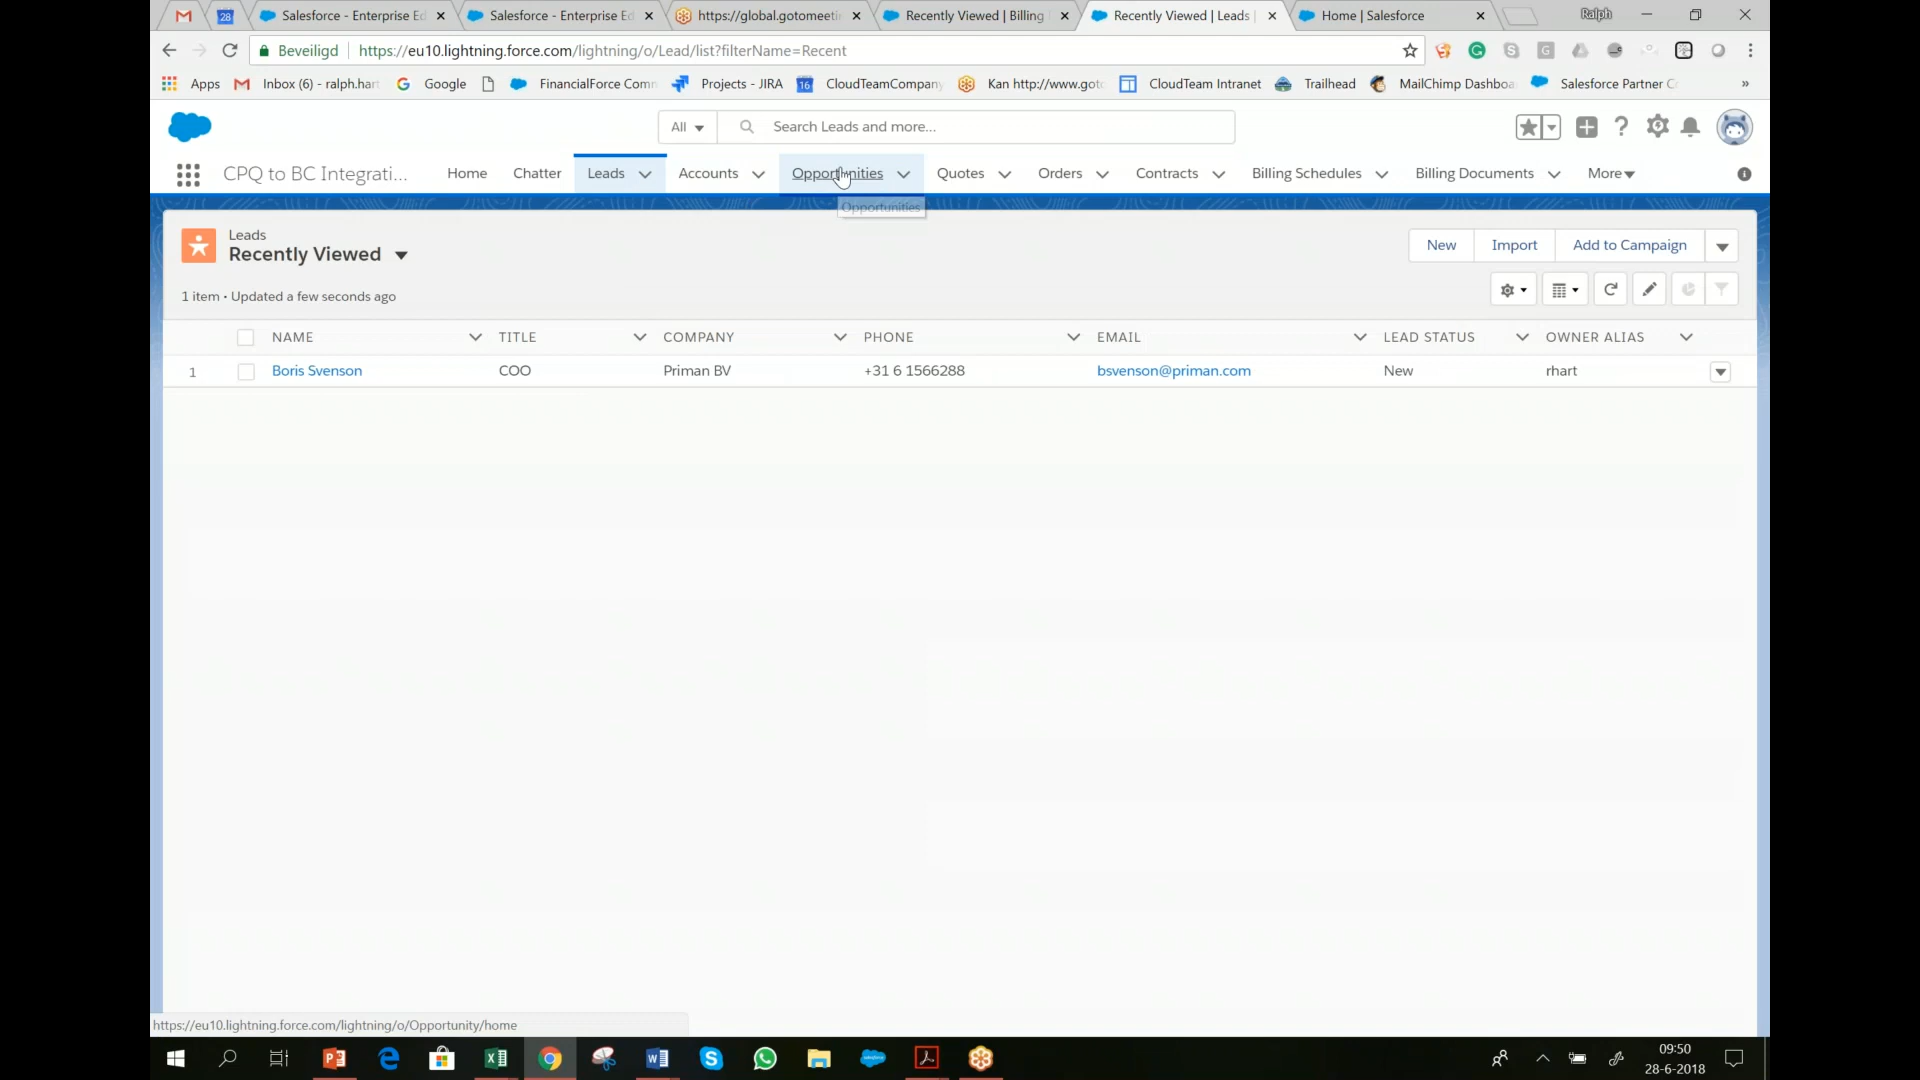 28 Salesforce - Enterprise Ed Salesforce - Enterprise Ed https://global.gotomeetin Recently Viewed | Billing Recently Viewed | Leads | Home | Salesforce Ralph
Beveiligd https://eu10.lightning.force.com/lightning/o/Lead/list?filterName=Recent
Apps Inbox (6) - ralph.hart Google FinancialForce Comm Projects - JIRA 16 CloudTeamCompany Kan http://www.goto CloudTeam Intranet Trailhead MailChimp Dashboa Salesforce Partner C »
All Search Leads and more...
CPQ to BC Integrati... Home Chatter Leads Accounts Opportunities Quotes Orders Contracts Billing Schedules Billing Documents More
Opportunities
Leads
Recently Viewed
New Import Add to Campaign
1 item • Updated a few seconds ago
NAME TITLE COMPANY PHONE EMAIL LEAD STATUS OWNER ALIAS
1 Boris Svenson COO Priman BV +31 6 1566288 bsvenson@priman.com New rhart
https://eu10.lightning.force.com/lightning/o/Opportunity/home
09:50
28-6-2018